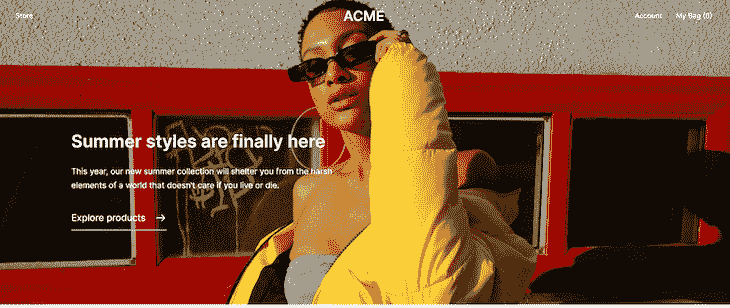 Store
ACME
Account
My Bag (0)
Summer styles are finally here
This year, our new summer collection will shelter you from the harsh
elements of a world that doesn't care if you live or die.
Explore products →